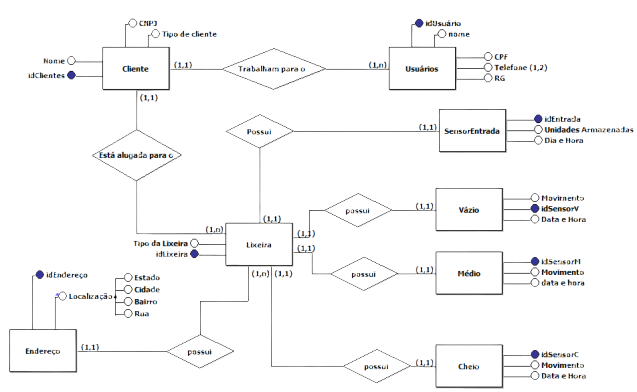 CNPJ
Tipo de cliente
Nome
idClientes
Cliente
(1,1)
Trabalham para o
(1,n)
Usuários
idUsuário
nome
CPf
Telefone (1,2)
RG
(1,1)
Está alugada para o
Possui
(1,1)
SensorEntrada
idEntrada
Unidades Armazenadas
Dia e Hora
(1,n)
(1,1)
Tipo da Lixeira
idLixeira
Lixeira
(1,1)
(1,1)
(1,n)
(1,1)
possui
(1,1)
Vázio
Movimento
idSensorV
Data e Hora
possui
(1,1)
Médio
idSensorM
Movimento
data e hora
idEndereço
Localização
Estado
Cidade
Bairro
Rua
Endereço
(1,1)
possui
possui
(1,1)
Cheio
idSensorC
Movimento
Data e Hora